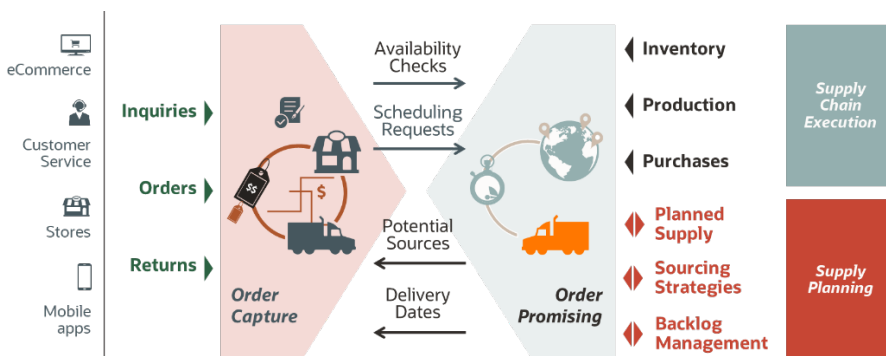 eCommerce
Customer
Service
Stores
Mobile
apps
Inquiries
Orders
Returns
$$
$
Order
Capture
Availability
Checks
Scheduling
Requests
Potential
Sources
Delivery
Dates
Order
Promising
Inventory
Production
Purchases
Planned
Supply
Sourcing
Strategies
Backlog
Management
Supply
Chain
Execution
Supply
Planning